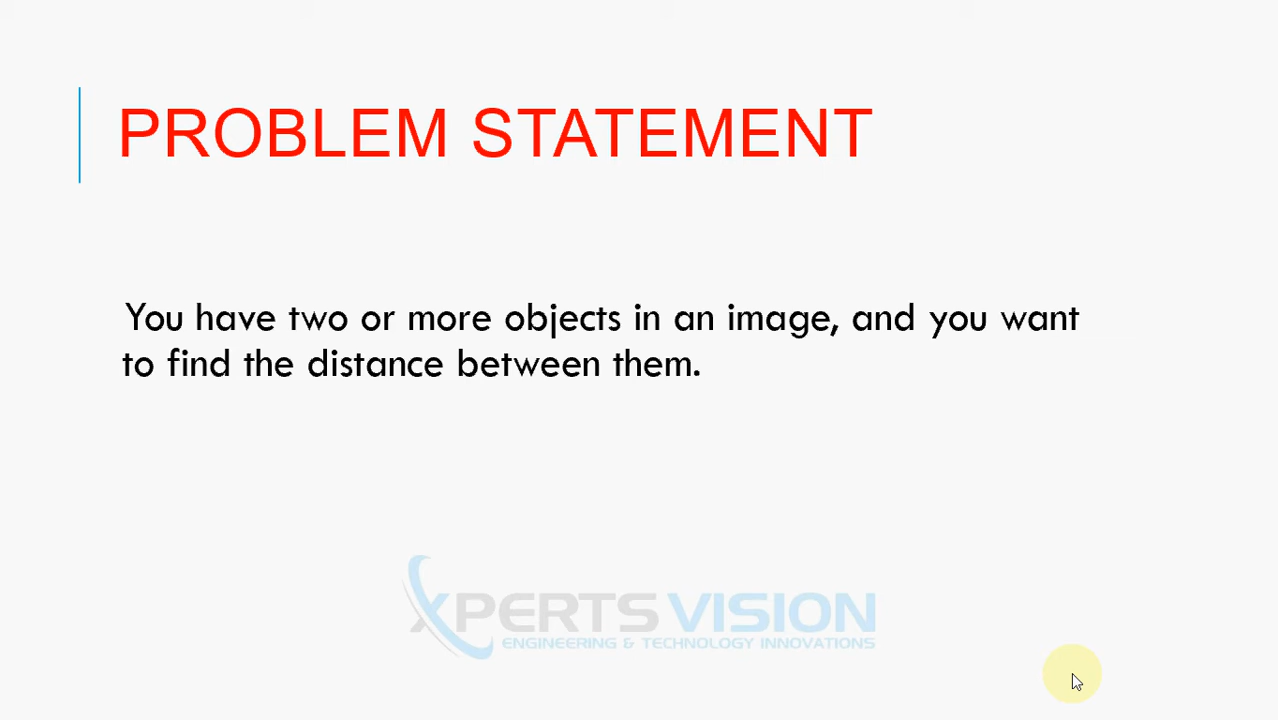 PROBLEM STATEMENT
You have two or more objects in an image, and you want
to find the distance between them.
XPERTS VISION
ENGINEERING & TECHNOLOGY INNOVATIONS